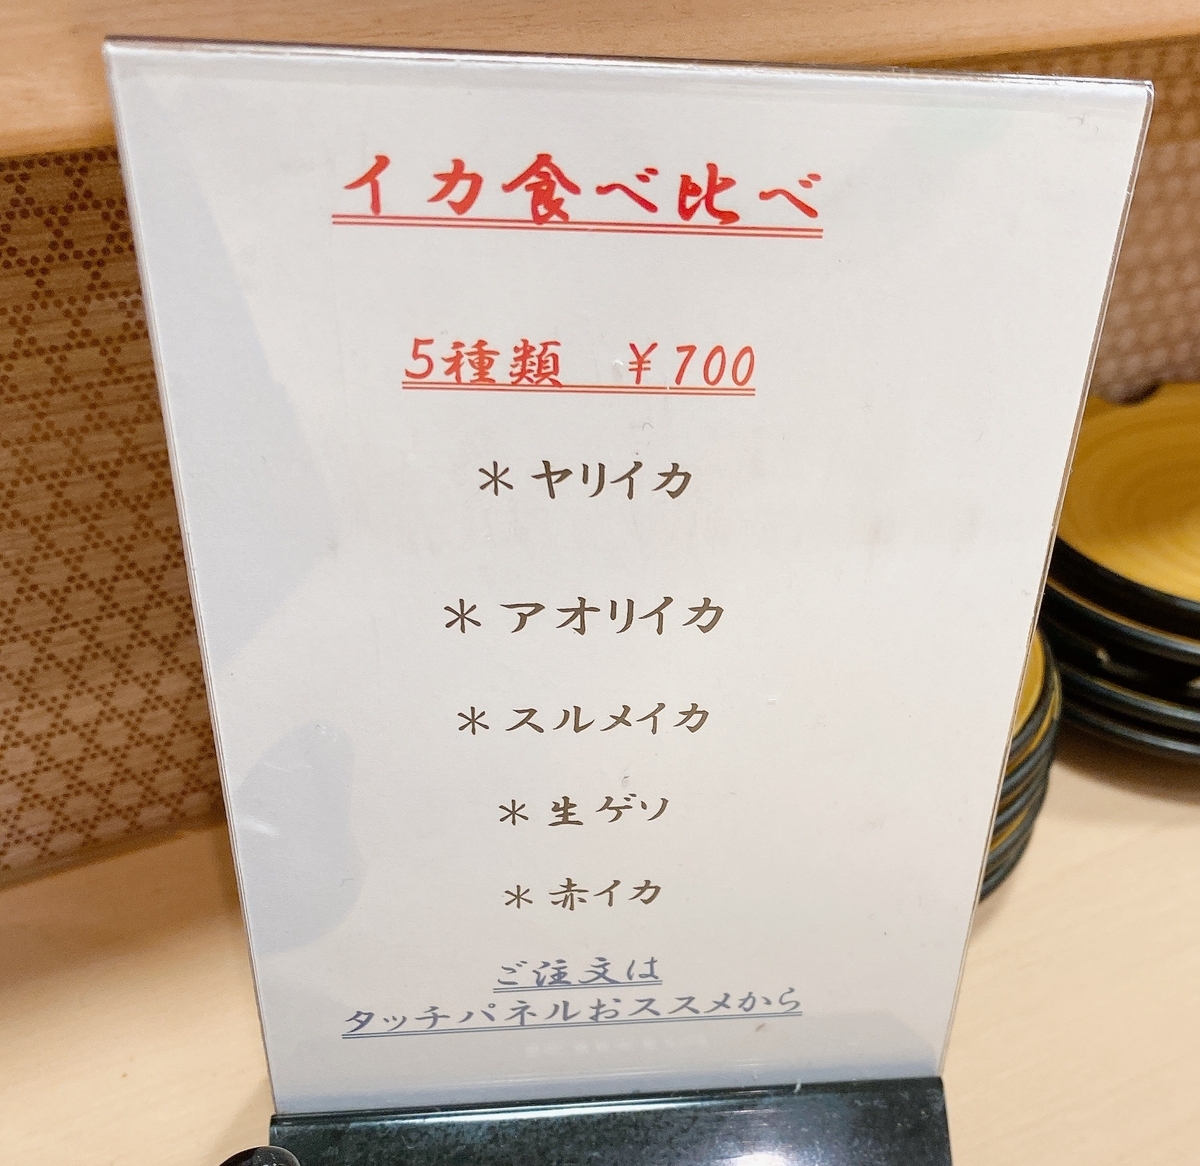 イカ食べ比べ
5種類　¥700
＊ヤリイカ
＊アオリイカ
＊スルメイカ
＊生ゲソ
＊赤イカ
ご注文は
タッチパネルおススメから